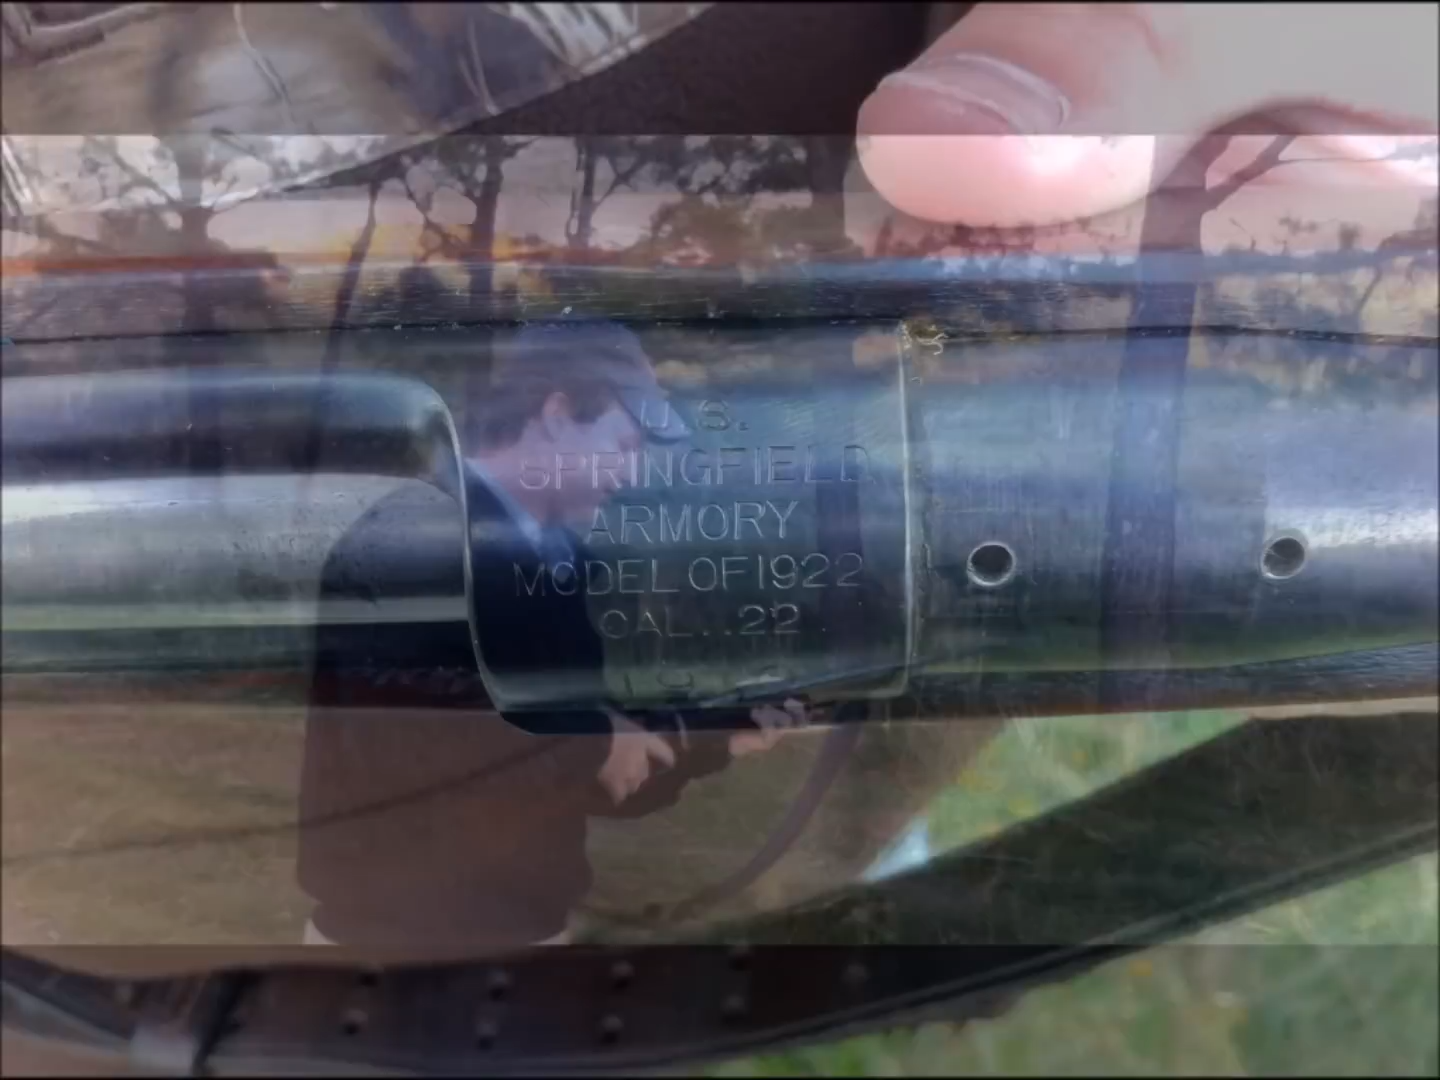 U.S.
SPRINGFIELD
ARMORY
MODEL OF 1922
CAL..22